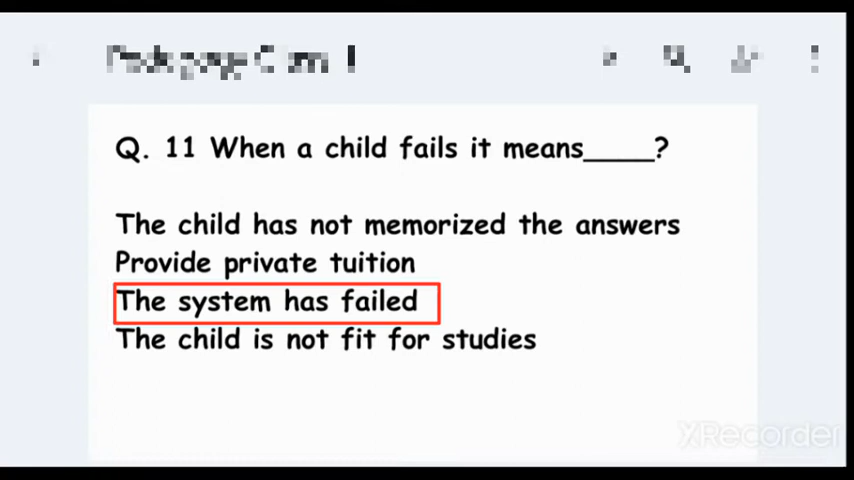 Q. 11 When a child fails it means____?
The child has not memorized the answers
Provide private tuition
The system has failed
The child is not fit for studies
XRecorder